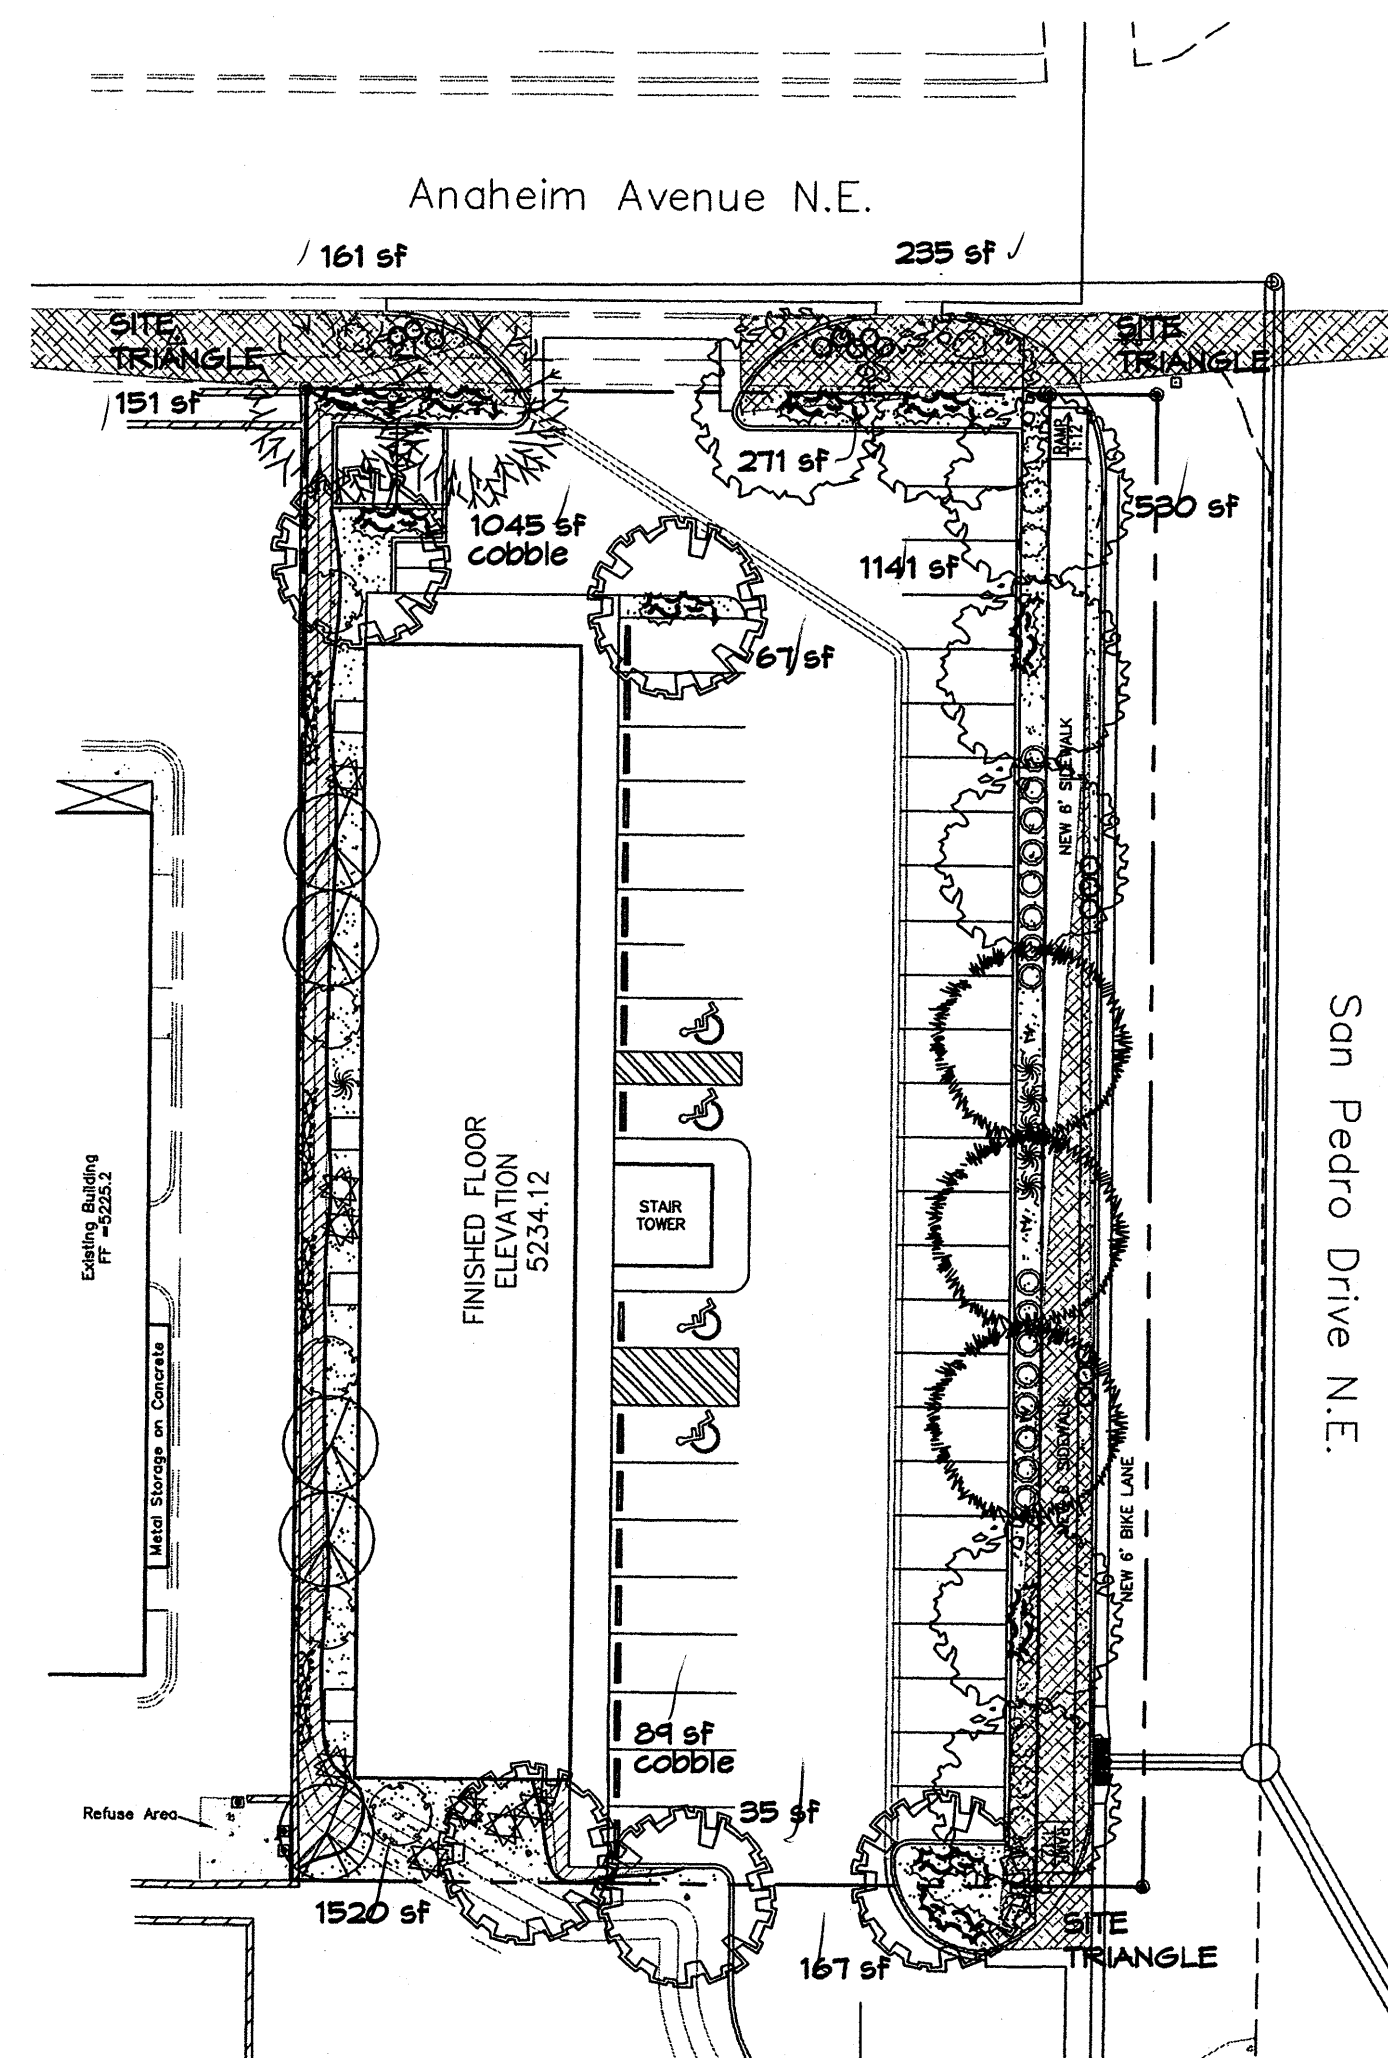 Anaheim Avenue N.E.
161 sf
235 sf
SITE
TRIANGLE
SITE
TRIANGLE
151 sf
RAMP
1:12
271 sf
530 sf
1045 sf
cobble
1141 sf
67 sf
NEW 6' SIDEWALK
San Pedro Drive N.E.
FINISHED FLOOR
ELEVATION
5234.12
STAIR
TOWER
Existing Building
FF =5225.2
Metal Storage on Concrete
SIDEWALK
NEW 6' BIKE LANE
89 sf
cobble
Refuse Area
35 sf
1520 sf
167 sf
SITE
TRIANGLE